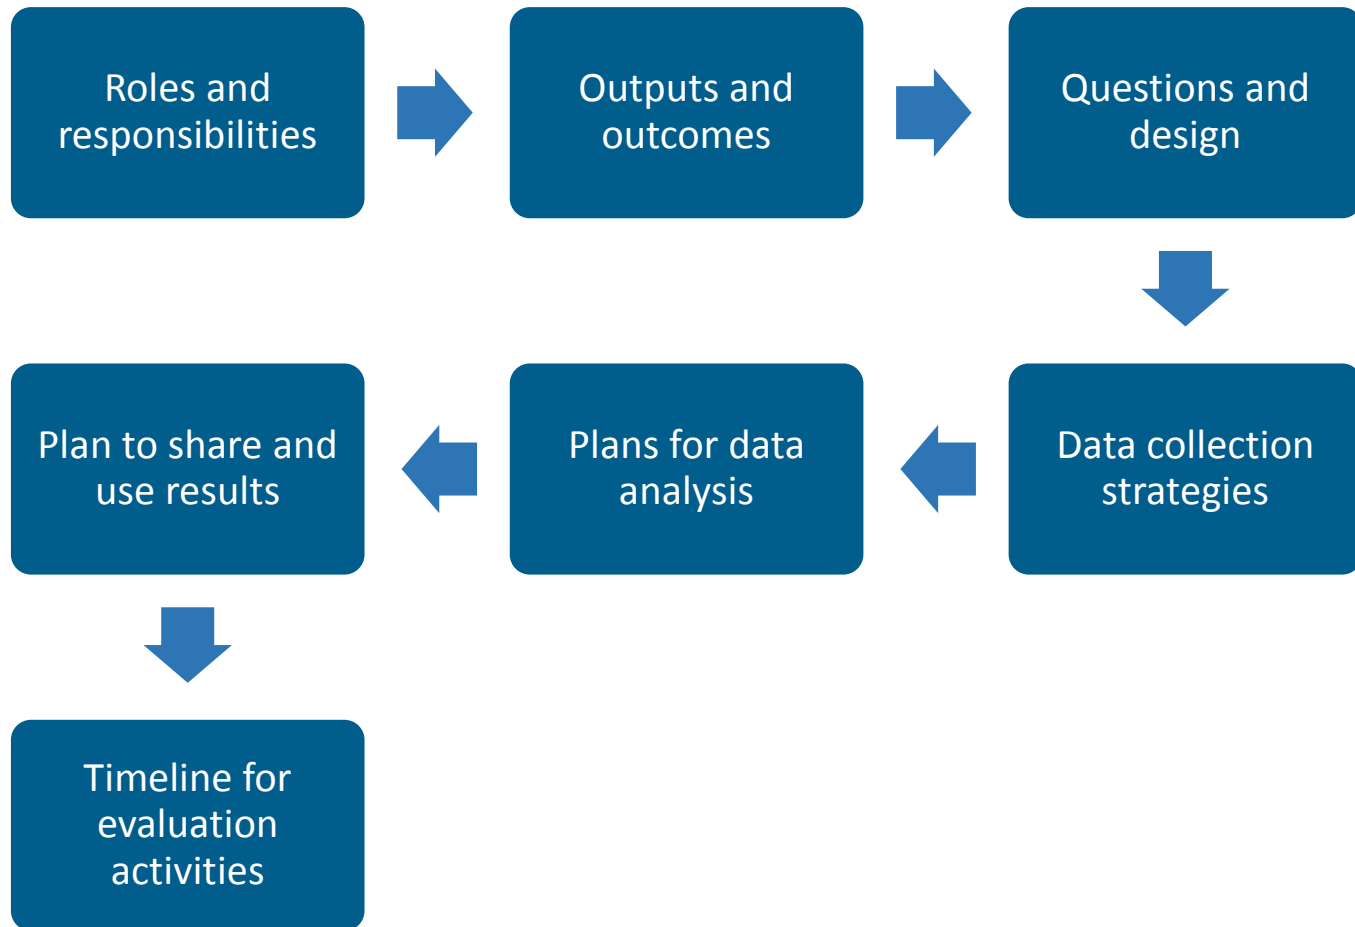 Roles and
responsibilities
Outputs and
outcomes
Questions and
design
Data collection
strategies
Plans for data
analysis
Plan to share and
use results
Timeline for
evaluation
activities